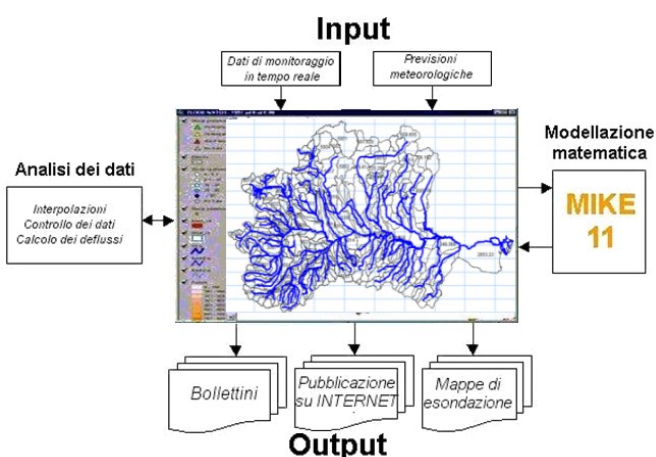 Input
Dati di monitoraggio
in tempo reale
Previsioni
meteorologiche
Analisi dei dati
Interpolazioni
Controllo dei dati
Calcolo dei deflussi
Modellazione
matematica
MIKE
11
Bollettini
Pubblicazione
su INTERNET
Mappe di
esondazione
Output